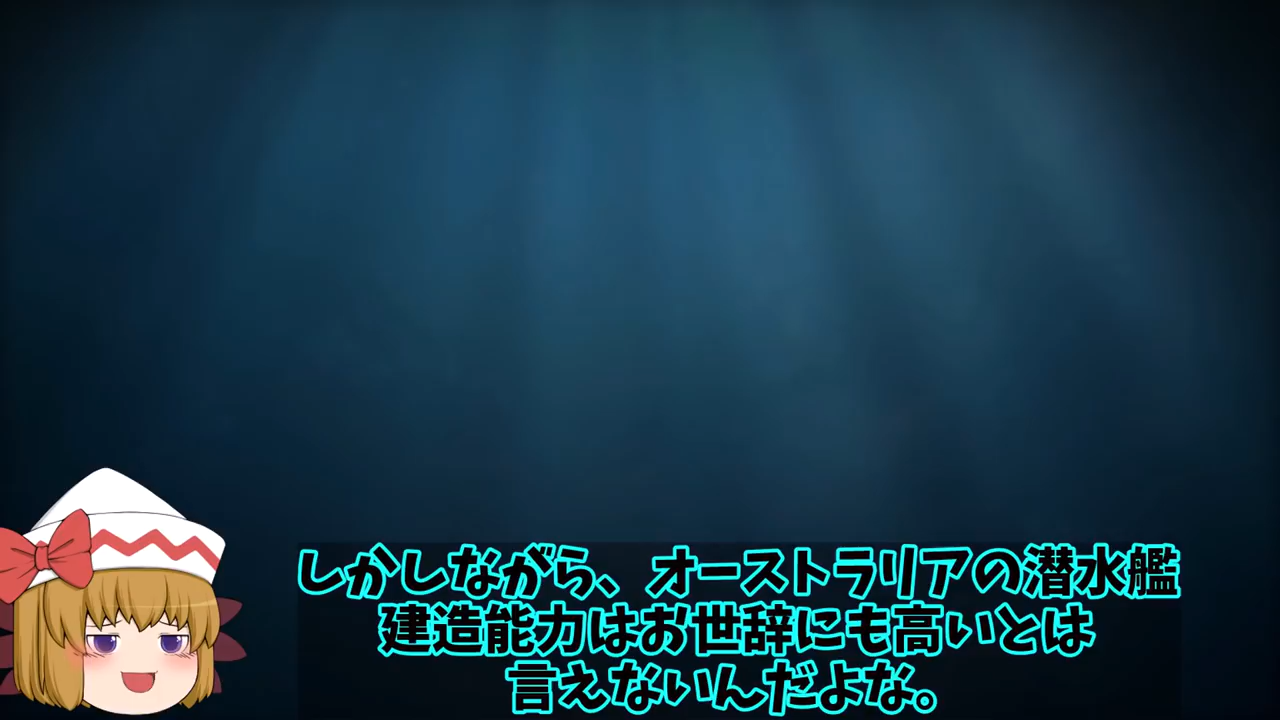 しかしながら、オーストラリアの潜水艦
建造能力はお世辞にも高いとは
言えないんだよな。